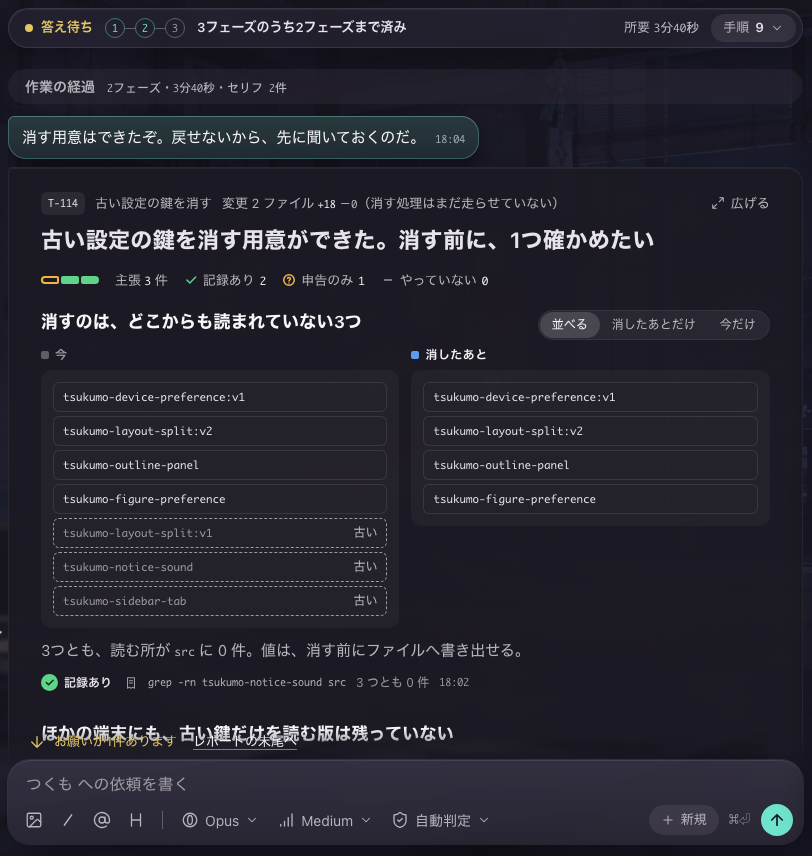 答え待ち 1 2 3 3フェーズのうち2フェーズまで済み 所要 3分40秒 手順 9
作業の経過 2フェーズ・3分40秒・セリフ 2件
消す用意はできたぞ。戻せないから、先に聞いておくのだ。 18:04
T-114 古い設定の鍵を消す 変更 2 ファイル +18 −0（消す処理はまだ走らせていない） 広げる
古い設定の鍵を消す用意ができた。消す前に、1つ確かめたい
主張 3 件 記録あり 2 申告のみ 1 やっていない 0
消すのは、どこからも読まれていない3つ 並べる 消したあとだけ 今だけ
今
tsukumo-device-preference:v1
tsukumo-layout-split:v2
tsukumo-outline-panel
tsukumo-figure-preference
tsukumo-layout-split:v1 古い
tsukumo-notice-sound 古い
tsukumo-sidebar-tab 古い
消したあと
tsukumo-device-preference:v1
tsukumo-layout-split:v2
tsukumo-outline-panel
tsukumo-figure-preference
3つとも、読む所が src に 0 件。値は、消す前にファイルへ書き出せる。
記録あり grep -rn tsukumo-notice-sound src 3 つとも 0 件 18:02
ほかの端末にも、古い鍵だけを読む版は残っていない
お願いが1件あります レポートの末尾へ
つくも への依頼を書く
Opus Medium 自動判定 + 新規 ⌘⏎